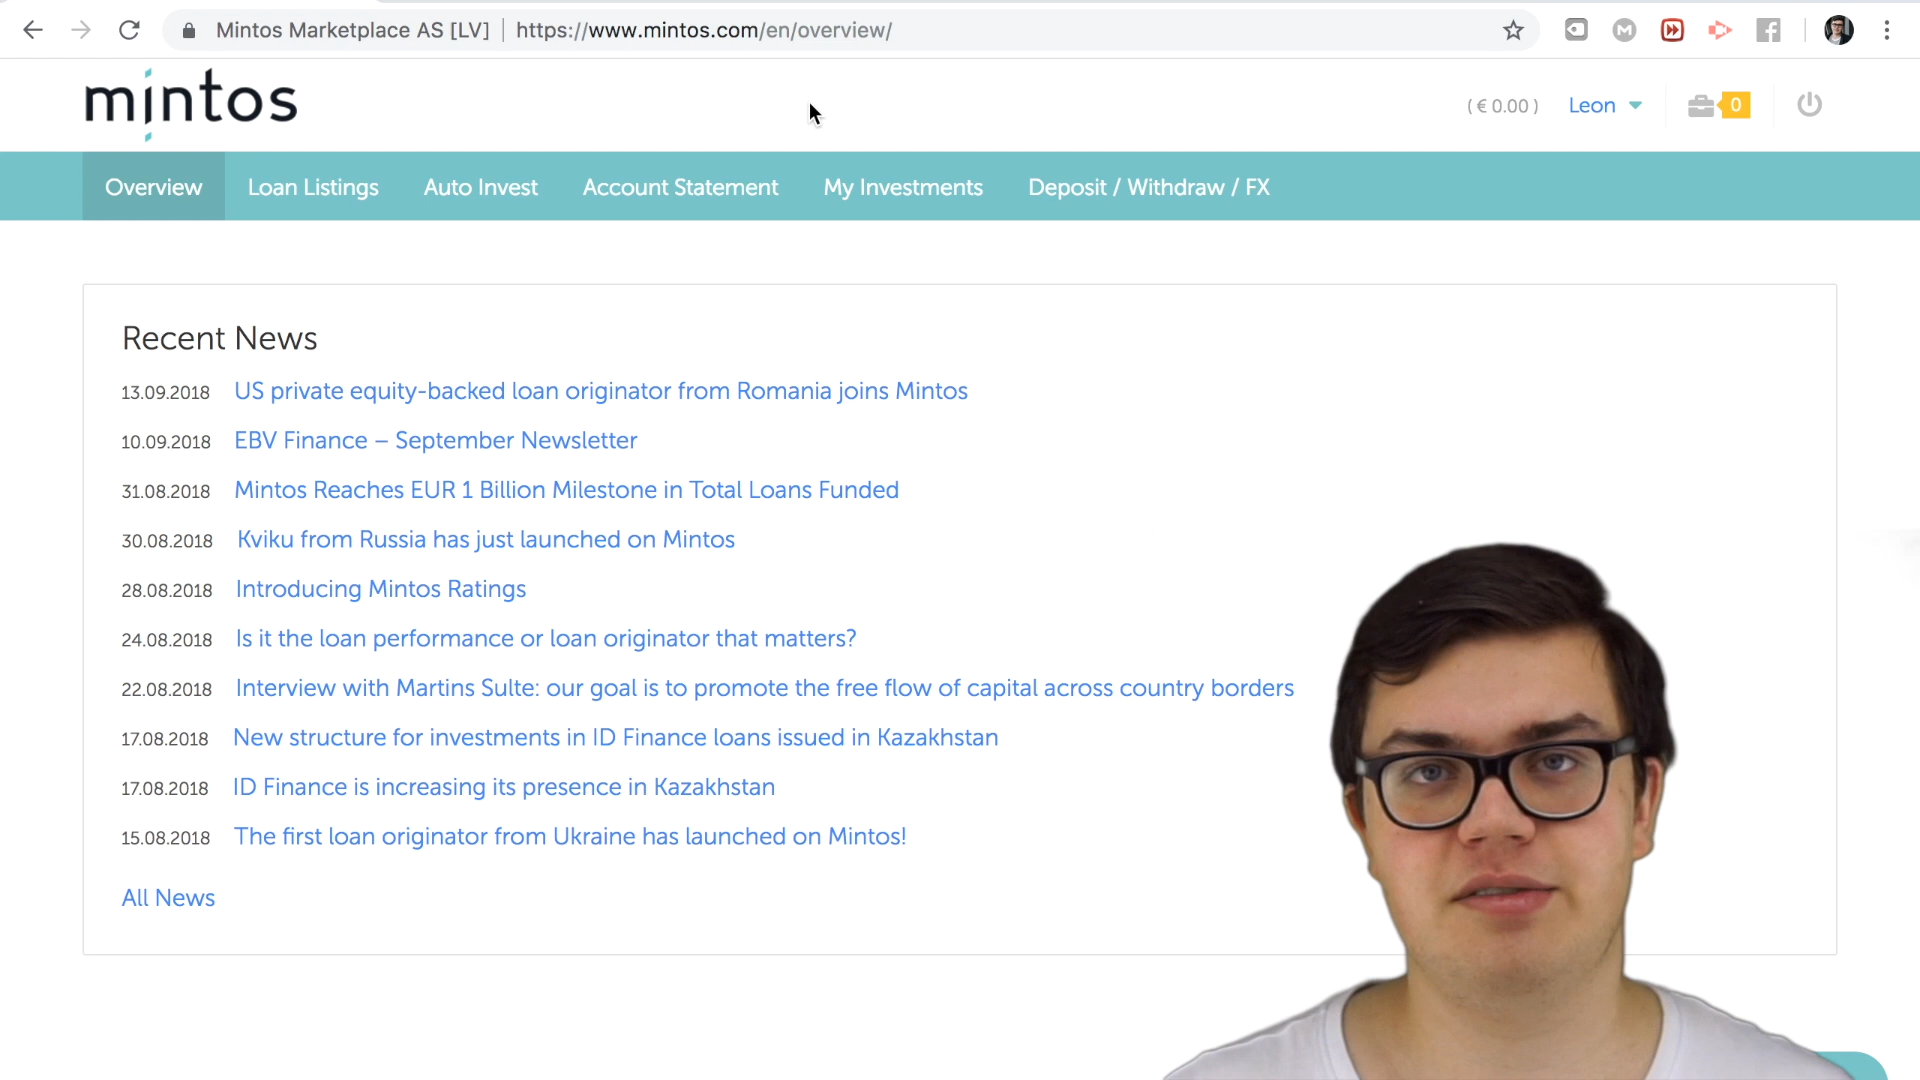 Mintos Marketplace AS [LV] | https://www.mintos.com/en/overview/
mintos
( € 0.00 ) Leon 0
Overview Loan Listings Auto Invest Account Statement My Investments Deposit / Withdraw / FX
Recent News
13.09.2018 US private equity-backed loan originator from Romania joins Mintos
10.09.2018 EBV Finance – September Newsletter
31.08.2018 Mintos Reaches EUR 1 Billion Milestone in Total Loans Funded
30.08.2018 Kviku from Russia has just launched on Mintos
28.08.2018 Introducing Mintos Ratings
24.08.2018 Is it the loan performance or loan originator that matters?
22.08.2018 Interview with Martins Sulte: our goal is to promote the free flow of capital across country borders
17.08.2018 New structure for investments in ID Finance loans issued in Kazakhstan
17.08.2018 ID Finance is increasing its presence in Kazakhstan
15.08.2018 The first loan originator from Ukraine has launched on Mintos!
All News